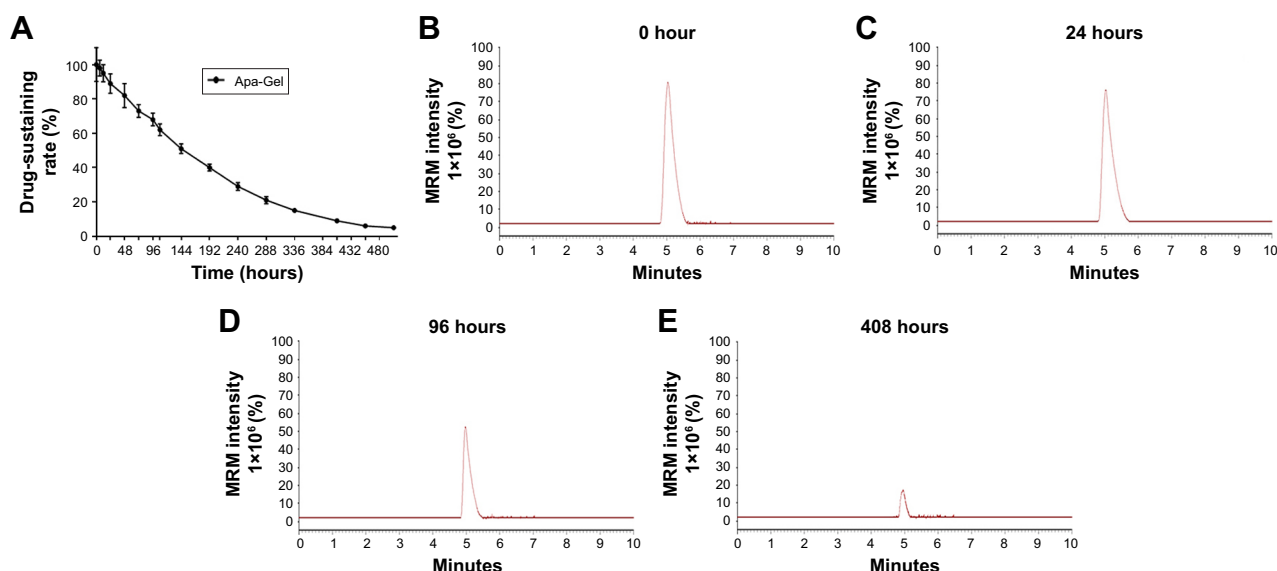 A
Drug-sustaining
rate (%)
100
80
60
40
20
0
Apa-Gel
0 48 96 144 192 240 288 336 384 432 480
Time (hours)
B
0 hour
MRM intensity
1×10⁶ (%)
100
90
80
70
60
50
40
30
20
10
0
0 1 2 3 4 5 6 7 8 9 10
Minutes
C
24 hours
MRM intensity
1×10⁶ (%)
100
90
80
70
60
50
40
30
20
10
0
0 1 2 3 4 5 6 7 8 9 10
Minutes
D
96 hours
MRM intensity
1×10⁶ (%)
100
90
80
70
60
50
40
30
20
10
0
0 1 2 3 4 5 6 7 8 9 10
Minutes
E
408 hours
MRM intensity
1×10⁶ (%)
100
90
80
70
60
50
40
30
20
10
0
0 1 2 3 4 5 6 7 8 9 10
Minutes